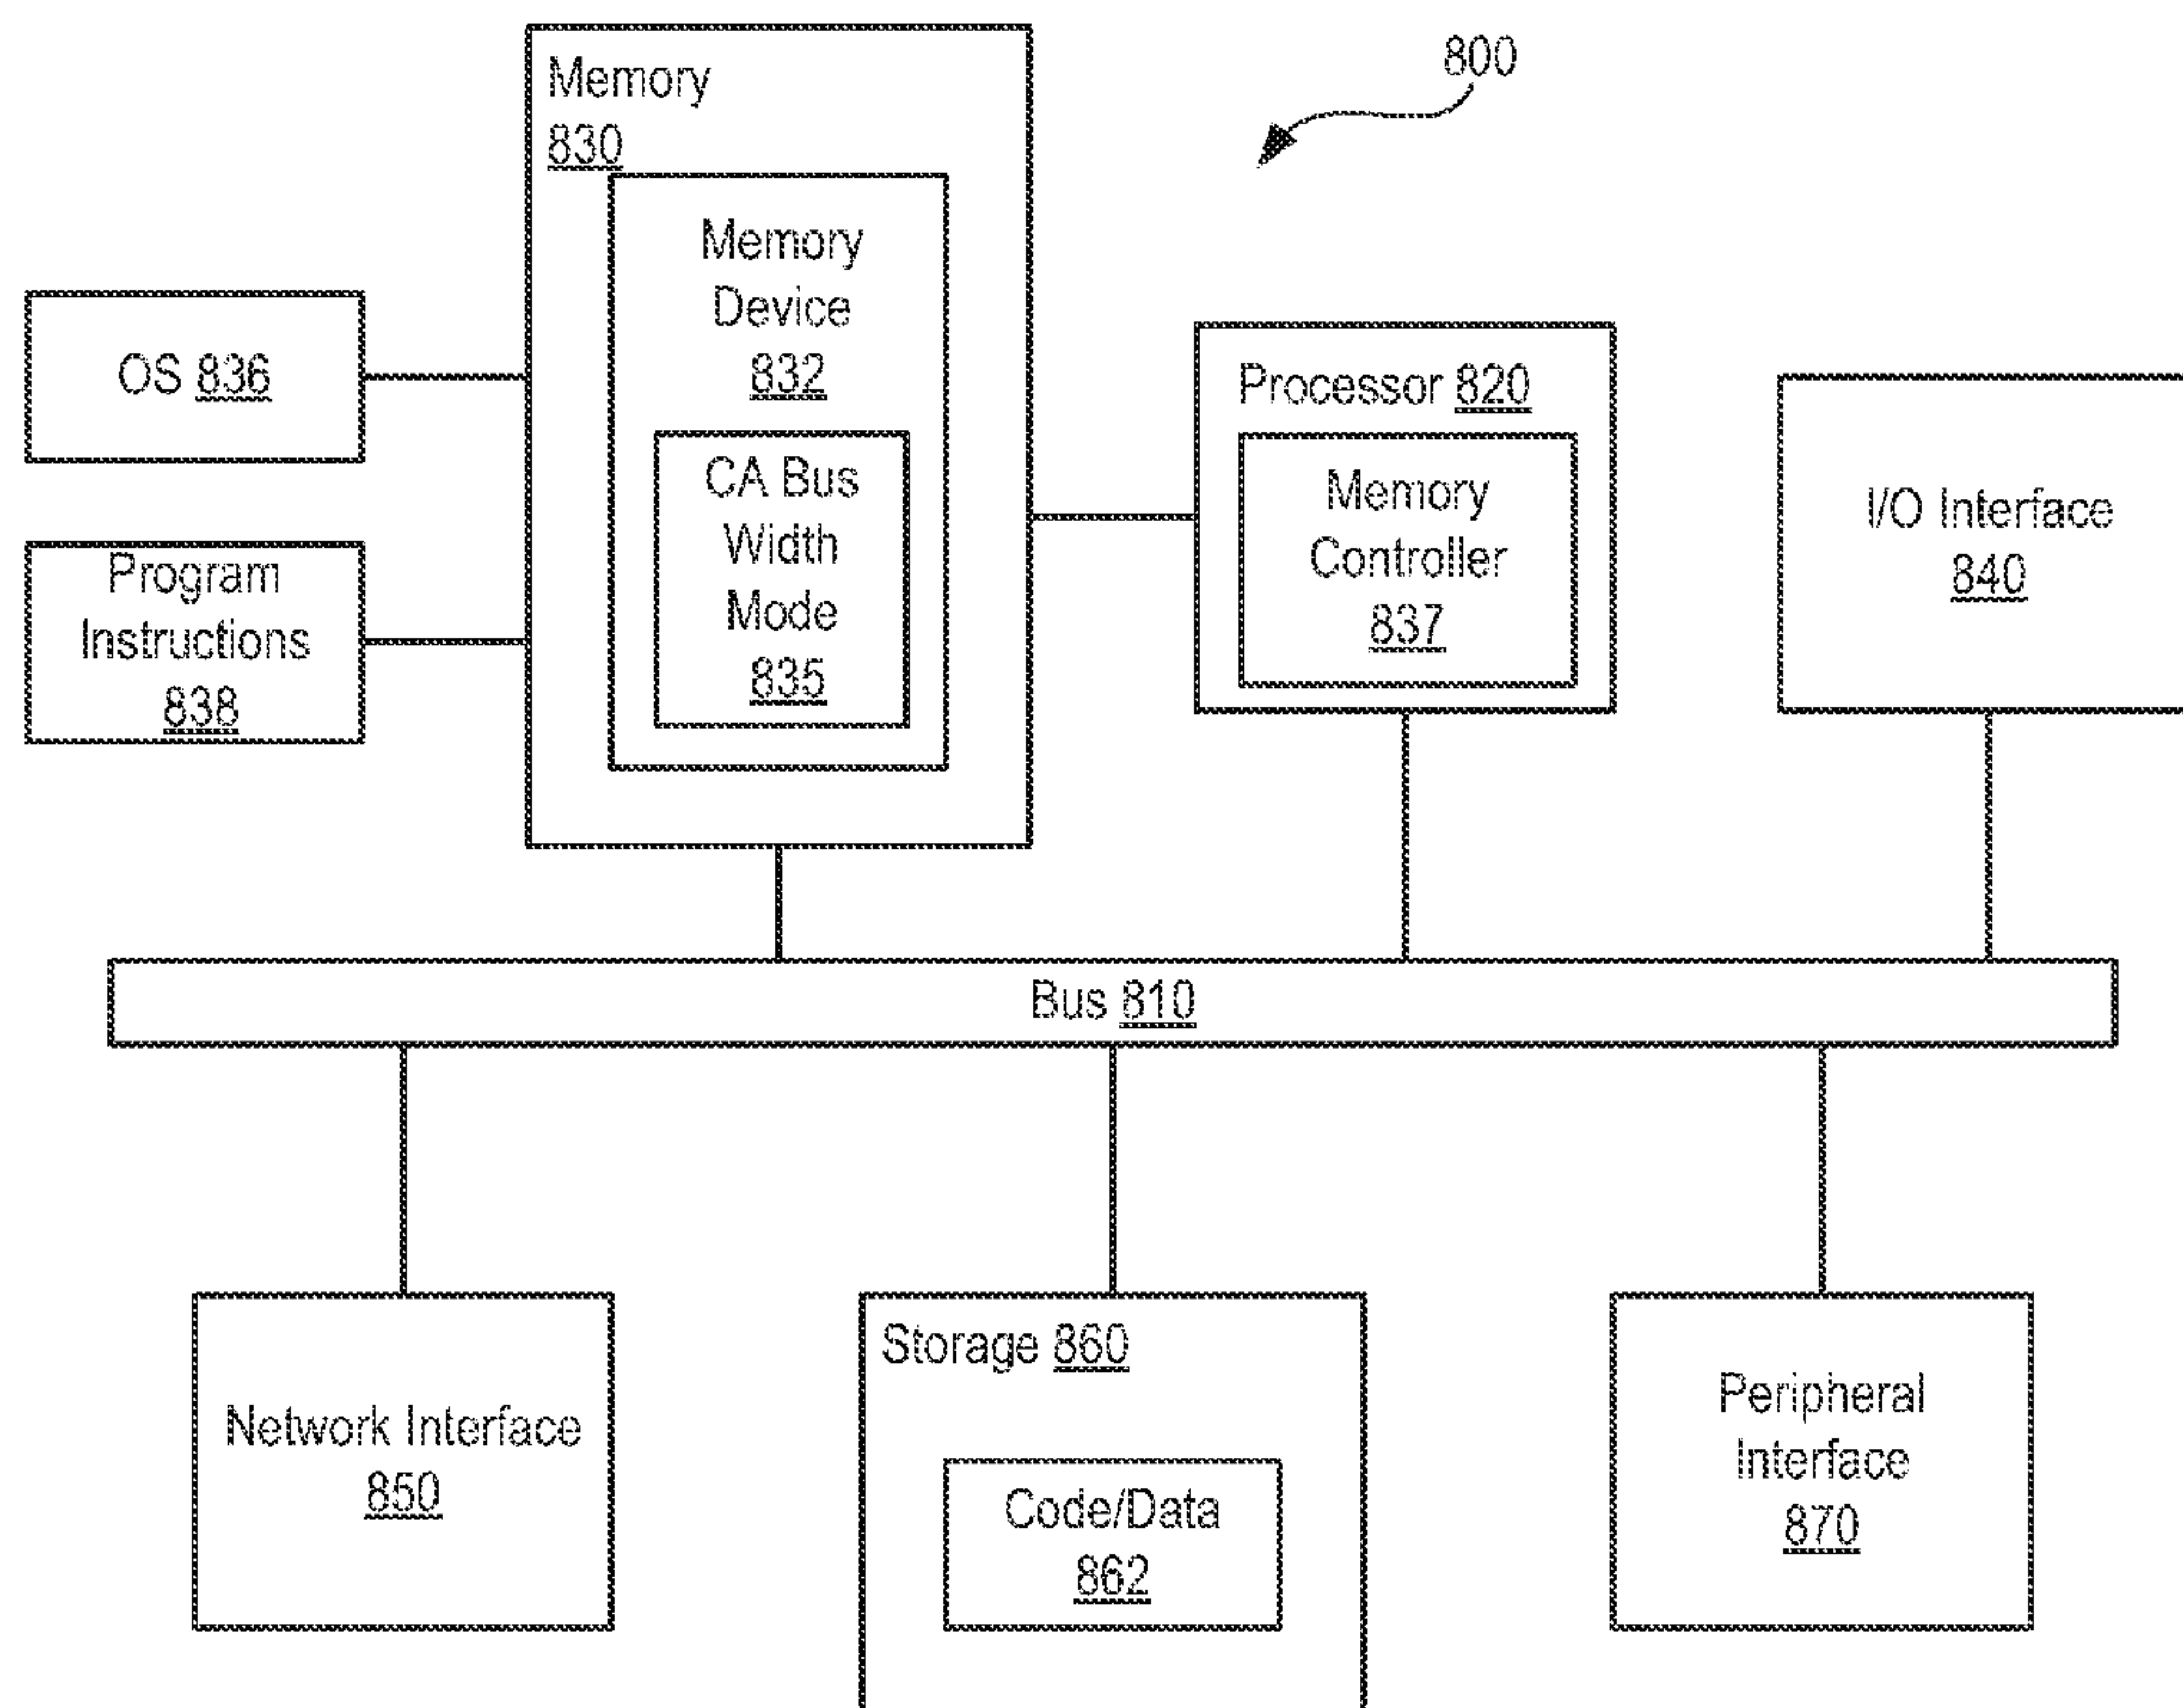 800
Memory
830
Memory
Device
832
CA Bus
Width
Mode
835
OS 836
Program
Instructions
838
Processor 820
Memory
Controller
837
I/O Interface
840
Bus 810
Network Interface
850
Storage 860
Code/Data
862
Peripheral
Interface
870